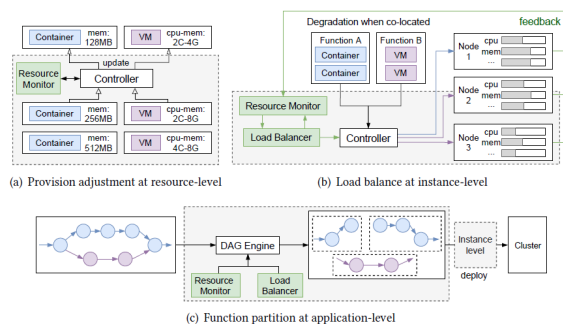 Container
mem:
128MB
VM
cpu-mem:
2C-4G
update
Resource
Monitor
Controller
Container
mem:
256MB
VM
cpu-mem:
2C-8G
Container
mem:
512MB
VM
cpu-mem:
4C-8G
(a) Provision adjustment at resource-level
Degradation when co-located
feedback
Function A
Function B
Container
VM
Container
VM
Resource Monitor
Load Balancer
Controller
Node
1
cpu
mem
...
Node
2
cpu
mem
...
Node
3
cpu
mem
...
(b) Load balance at instance-level
DAG Engine
Resource
Monitor
Load
Balancer
Instance
level
deploy
Cluster
(c) Function partition at application-level